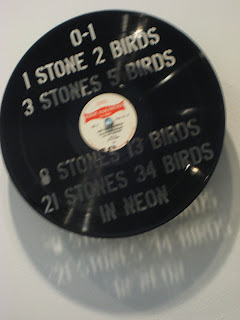 0-1
1 STONE 2 BIRDS
3 STONES 5 BIRDS
8 STONES 13 BIRDS
21 STONES 34 BIRDS
IN NEON